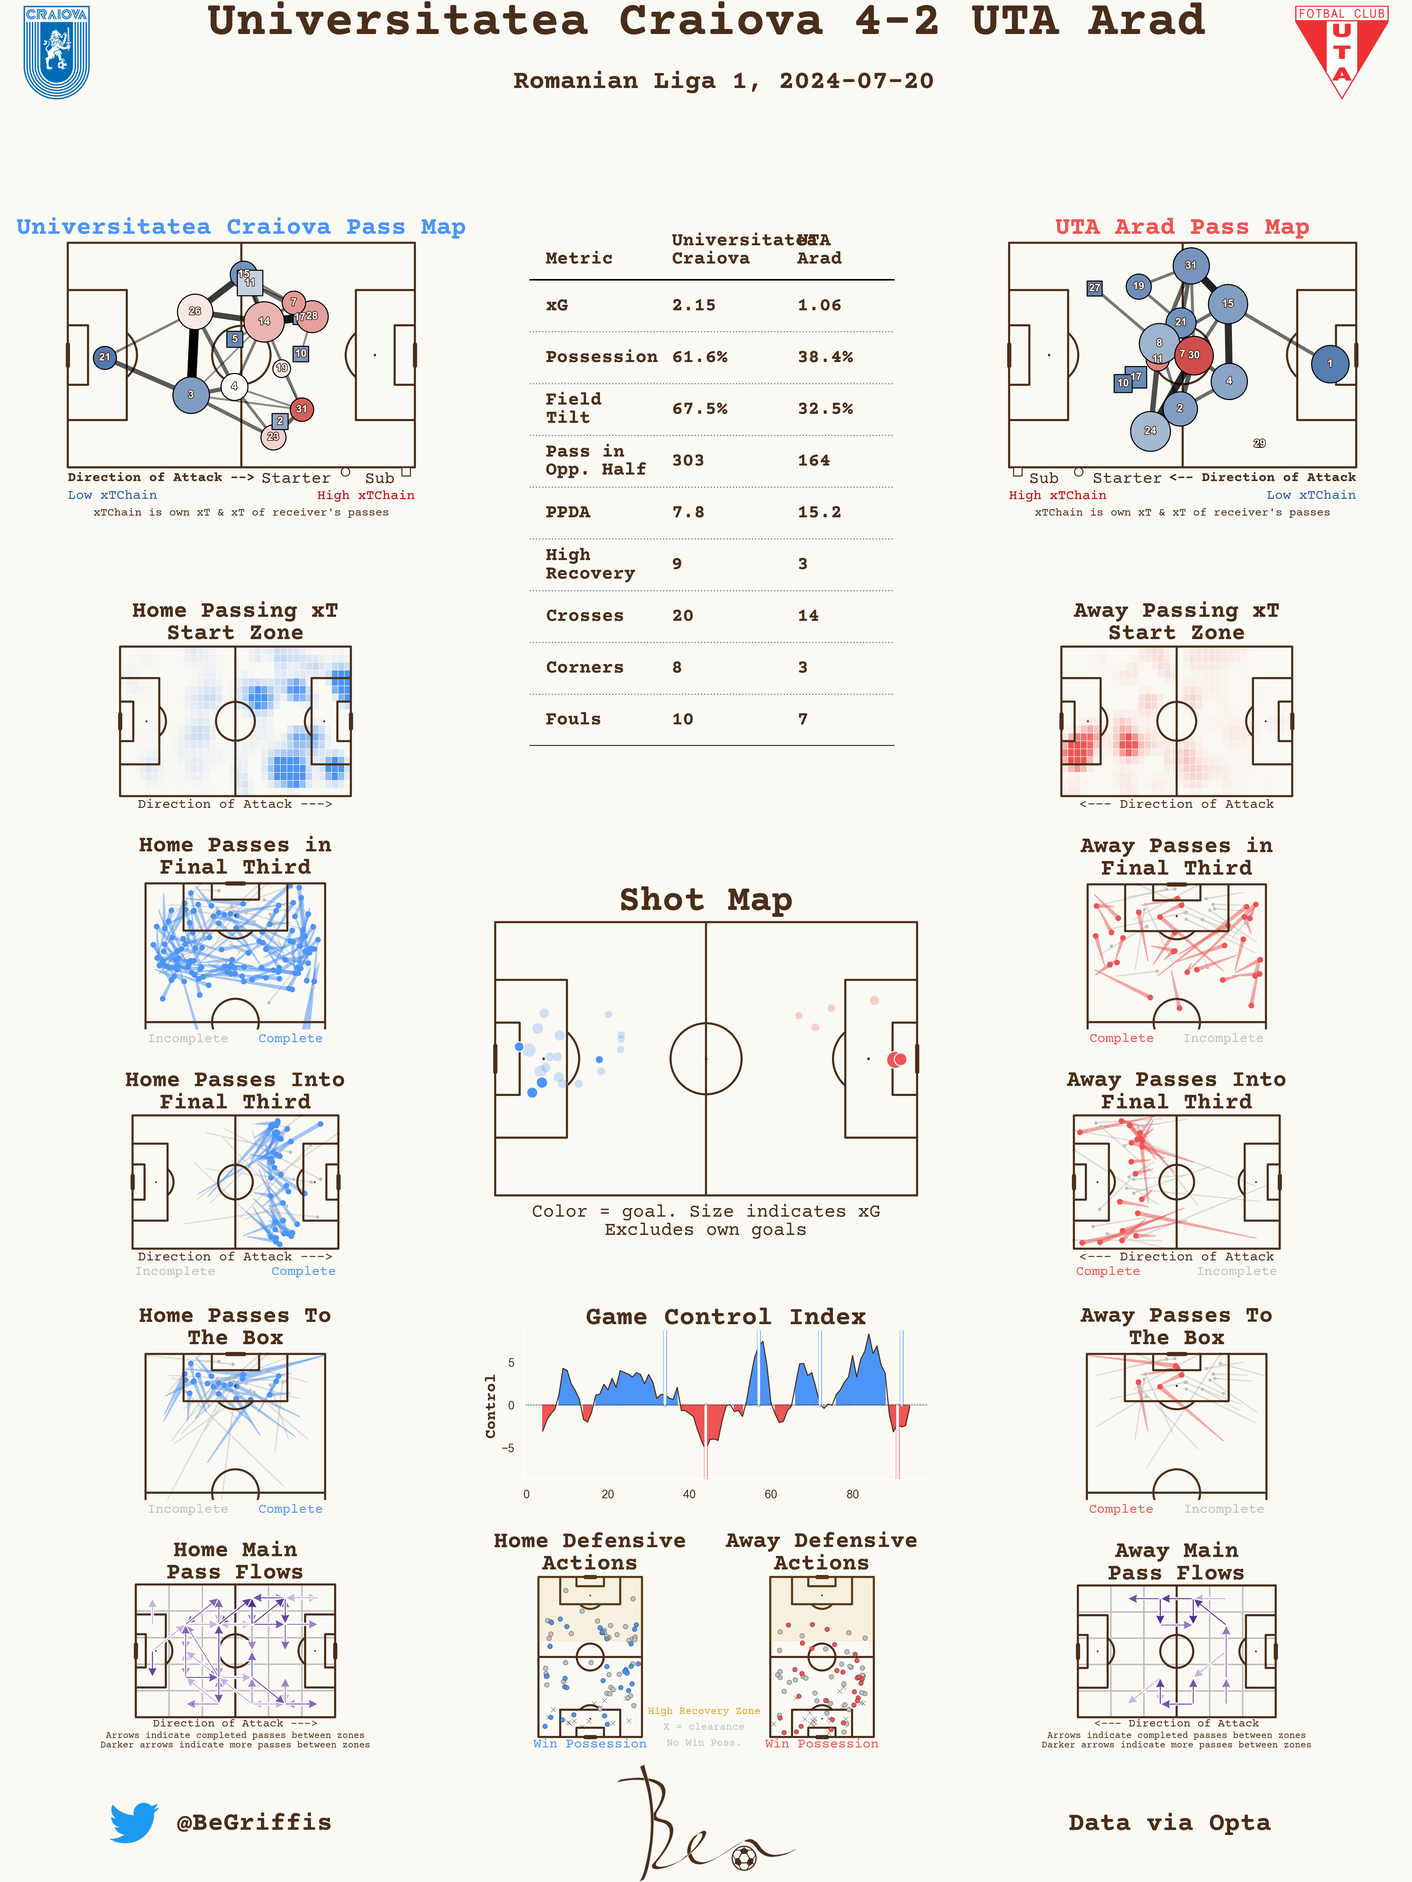 Universitatea Craiova 4-2 UTA Arad
CRAIOVA
FOTBAL CLUB
UTA
Romanian Liga 1, 2024-07-20
Universitatea Craiova Pass Map
15
11
7
26
14
17
28
5
21
10
19
4
3
31
2
23
Direction of Attack --> Starter Sub
Low xTChain High xTChain
xTChain is own xT & xT of receiver's passes
Metric Universitatea Craiova UTA Arad
xG 2.15 1.06
Possession 61.6% 38.4%
Field Tilt 67.5% 32.5%
Pass in Opp. Half 303 164
PPDA 7.8 15.2
High Recovery 9 3
Crosses 20 14
Corners 8 3
Fouls 10 7
UTA Arad Pass Map
31
27
19
15
21
8
7
30
11
1
17
10
4
2
24
29
Sub Starter <-- Direction of Attack
High xTChain Low xTChain
xTChain is own xT & xT of receiver's passes
Home Passing xT
Start Zone
Direction of Attack --->
Away Passing xT
Start Zone
<--- Direction of Attack
Home Passes in
Final Third
Incomplete Complete
Away Passes in
Final Third
Complete Incomplete
Shot Map
Color = goal. Size indicates xG
Excludes own goals
Home Passes Into
Final Third
Direction of Attack --->
Incomplete Complete
Away Passes Into
Final Third
<--- Direction of Attack
Complete Incomplete
Home Passes To
The Box
Incomplete Complete
Game Control Index
Control
5
0
−5
0 20 40 60 80
Away Passes To
The Box
Complete Incomplete
Home Main
Pass Flows
Direction of Attack --->
Arrows indicate completed passes between zones
Darker arrows indicate more passes between zones
Home Defensive
Actions
Win Possession
High Recovery Zone
X = clearance
No Win Poss.
Away Defensive
Actions
Win Possession
Away Main
Pass Flows
<--- Direction of Attack
Arrows indicate completed passes between zones
Darker arrows indicate more passes between zones
@BeGriffis
Ben
Data via Opta